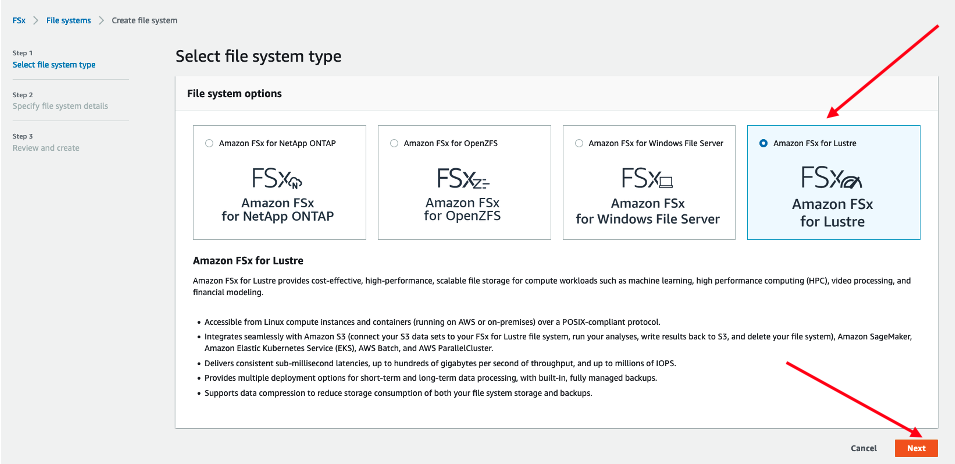 FSx > File systems > Create file system
Step 1
Select file system type
Step 2
Specify file system details
Step 3
Review and create
Select file system type
File system options
Amazon FSx for NetApp ONTAP
FSx
N
Amazon FSx
for NetApp ONTAP
Amazon FSx for OpenZFS
FSx
Z
Amazon FSx
for OpenZFS
Amazon FSx for Windows File Server
FSx
Amazon FSx
for Windows File Server
Amazon FSx for Lustre
FSx
Amazon FSx
for Lustre
Amazon FSx for Lustre
Amazon FSx for Lustre provides cost-effective, high-performance, scalable file storage for compute workloads such as machine learning, high performance computing (HPC), video processing, and
financial modeling.
• Accessible from Linux compute instances and containers (running on AWS or on-premises) over a POSIX-compliant protocol.
• Integrates seamlessly with Amazon S3 (connect your S3 data sets to your FSx for Lustre file system, run your analyses, write results back to S3, and delete your file system), Amazon SageMaker,
Amazon Elastic Kubernetes Service (EKS), AWS Batch, and AWS ParallelCluster.
• Delivers consistent sub-millisecond latencies, up to hundreds of gigabytes per second of throughput, and up to millions of IOPS.
• Provides multiple deployment options for short-term and long-term data processing, with built-in, fully managed backups.
• Supports data compression to reduce storage consumption of both your file system storage and backups.
Cancel
Next